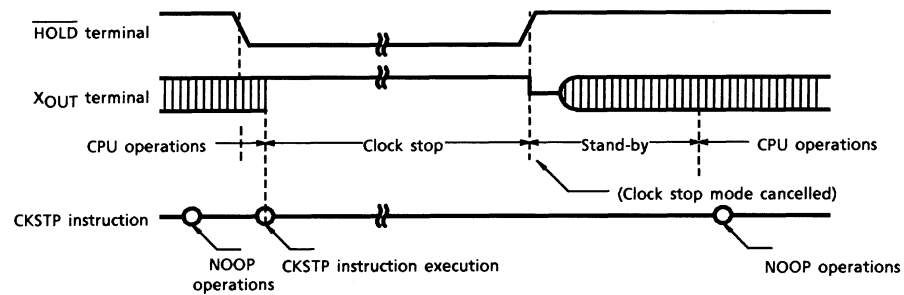 HOLD terminal
XOUT terminal
CPU operations
Clock stop
Stand-by
CPU operations
(Clock stop mode cancelled)
CKSTP instruction
NOOP
operations
CKSTP instruction execution
NOOP operations